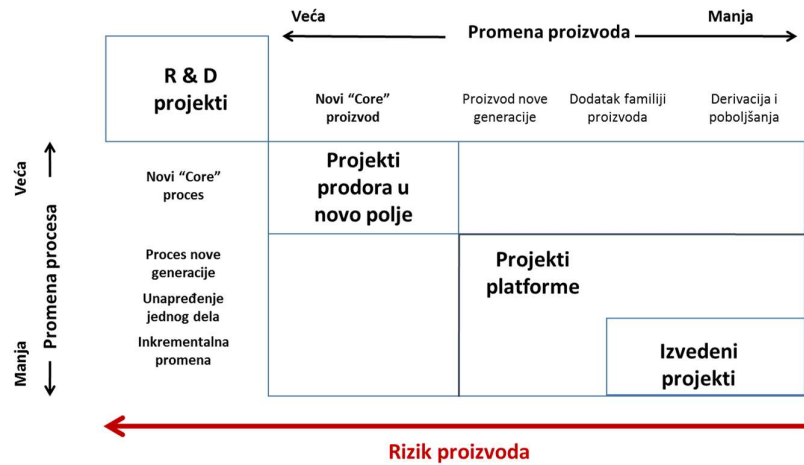 Veća
Promena proizvoda
Manja
R & D
projekti
Novi “Core”
proizvod
Proizvod nove
generacije
Dodatak familiji
proizvoda
Derivacija i
poboljšanja
Veća
Promena procesa
Manja
Novi “Core”
proces
Projekti
prodora u
novo polje
Proces nove
generacije
Unapređenje
jednog dela
Inkrementalna
promena
Projekti
platforme
Izvedeni
projekti
Rizik proizvoda